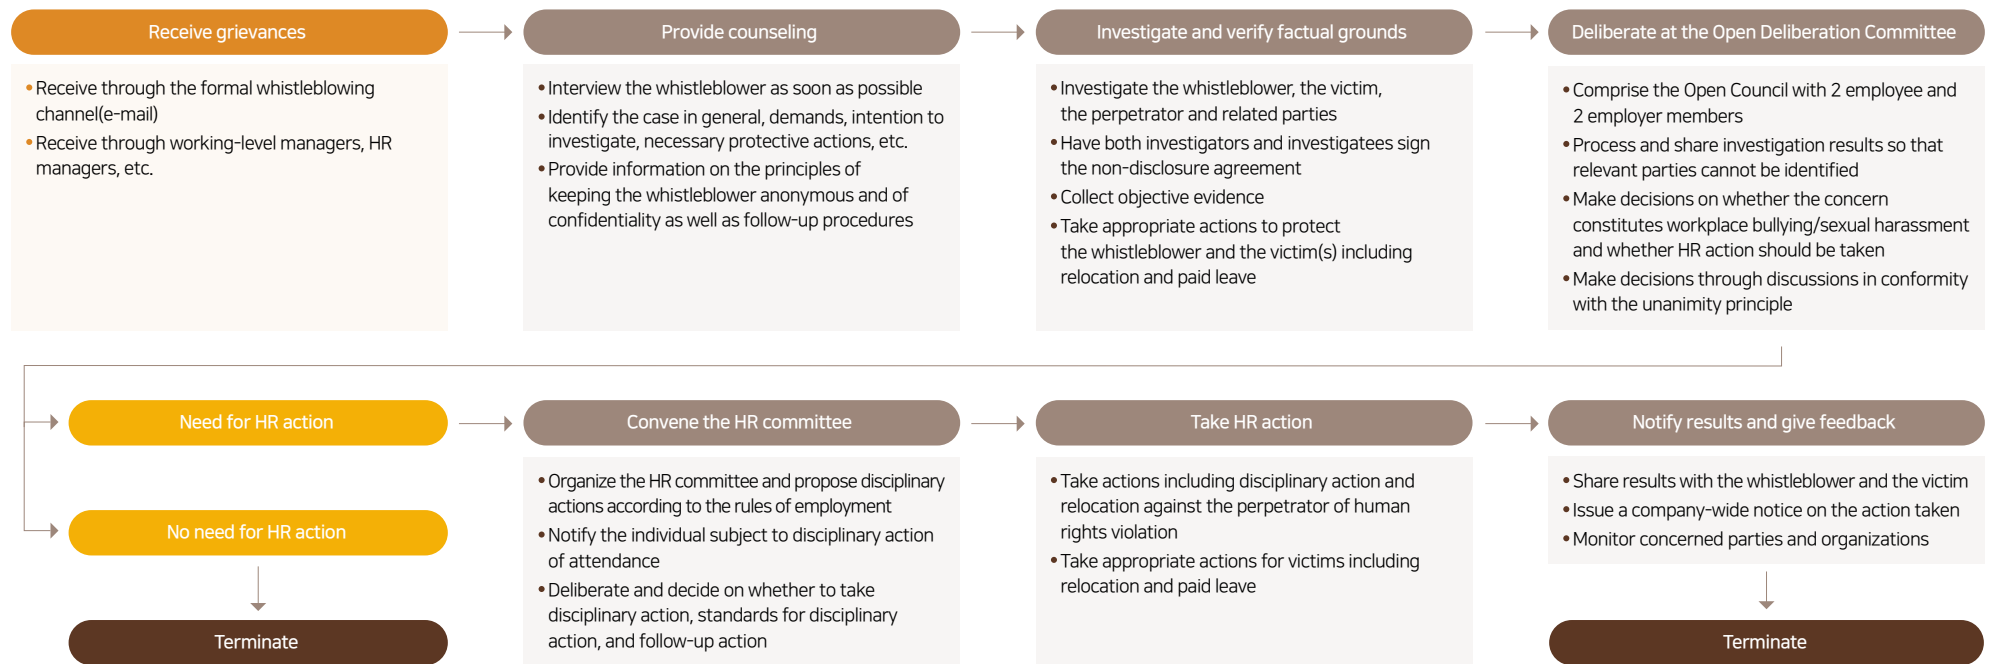 Receive grievances
• Receive through the formal whistleblowing
channel(e-mail)
• Receive through working-level managers, HR
managers, etc.
Provide counseling
• Interview the whistleblower as soon as possible
• Identify the case in general, demands, intention to
investigate, necessary protective actions, etc.
• Provide information on the principles of
keeping the whistleblower anonymous and of
confidentiality as well as follow-up procedures
Investigate and verify factual grounds
• Investigate the whistleblower, the victim,
the perpetrator and related parties
• Have both investigators and investigatees sign
the non-disclosure agreement
• Collect objective evidence
• Take appropriate actions to protect
the whistleblower and the victim(s) including
relocation and paid leave
Deliberate at the Open Deliberation Committee
• Comprise the Open Council with 2 employee and
2 employer members
• Process and share investigation results so that
relevant parties cannot be identified
• Make decisions on whether the concern
constitutes workplace bullying/sexual harassment
and whether HR action should be taken
• Make decisions through discussions in conformity
with the unanimity principle
Need for HR action
No need for HR action
Terminate
Convene the HR committee
• Organize the HR committee and propose disciplinary
actions according to the rules of employment
• Notify the individual subject to disciplinary action
of attendance
• Deliberate and decide on whether to take
disciplinary action, standards for disciplinary
action, and follow-up action
Take HR action
• Take actions including disciplinary action and
relocation against the perpetrator of human
rights violation
• Take appropriate actions for victims including
relocation and paid leave
Notify results and give feedback
• Share results with the whistleblower and the victim
• Issue a company-wide notice on the action taken
• Monitor concerned parties and organizations
Terminate